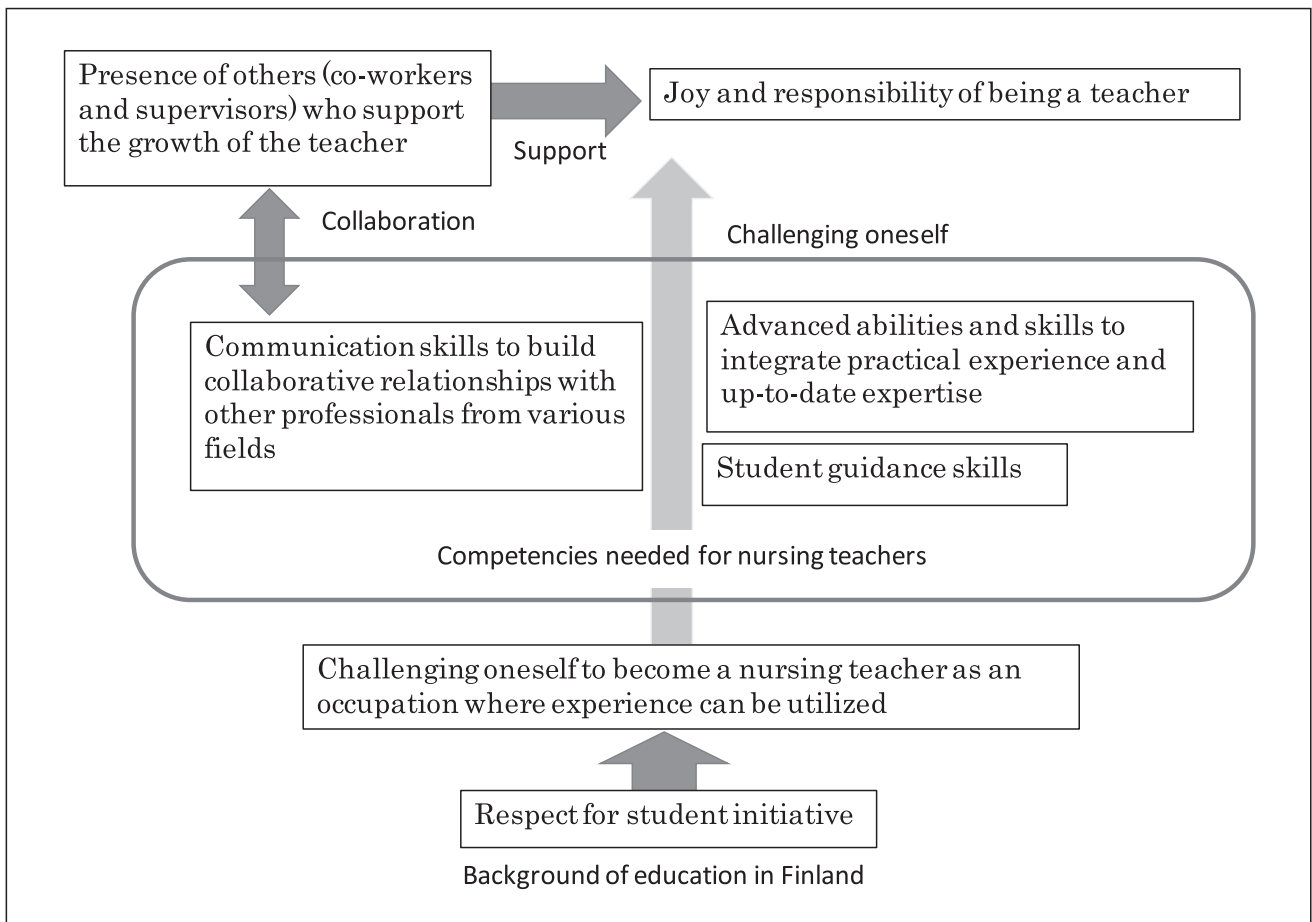 Presence of others (co-workers
and supervisors) who support
the growth of the teacher
Support
Joy and responsibility of being a teacher
Collaboration
Challenging oneself
Communication skills to build
collaborative relationships with
other professionals from various
fields
Advanced abilities and skills to
integrate practical experience and
up-to-date expertise
Student guidance skills
Competencies needed for nursing teachers
Challenging oneself to become a nursing teacher as an
occupation where experience can be utilized
Respect for student initiative
Background of education in Finland